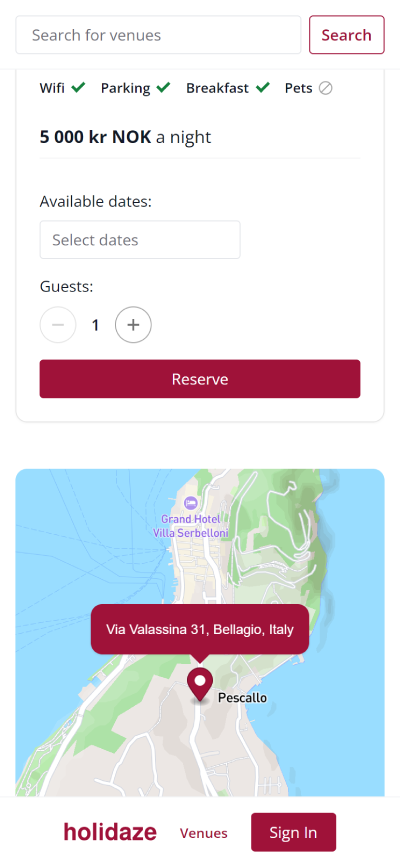 Search for venues
Search
Wifi Parking Breakfast Pets
5 000 kr NOK a night
Available dates:
Select dates
Guests:
1
Reserve
Grand Hotel
Villa Serbelloni
Via Valassina 31, Bellagio, Italy
Pescallo
holidaze
Venues
Sign In